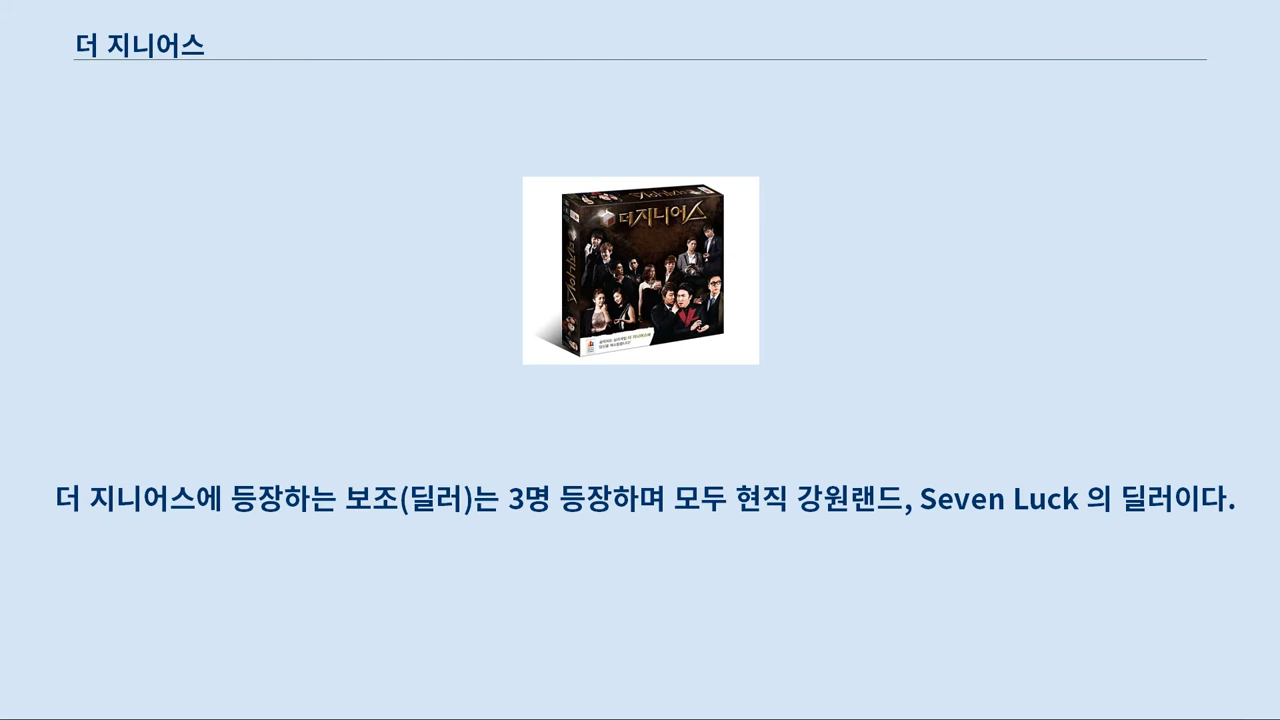 더 지니어스
더지니어스
더 지니어스에 등장하는 보조(딜러)는 3명 등장하며 모두 현직 강원랜드, Seven Luck 의 딜러이다.